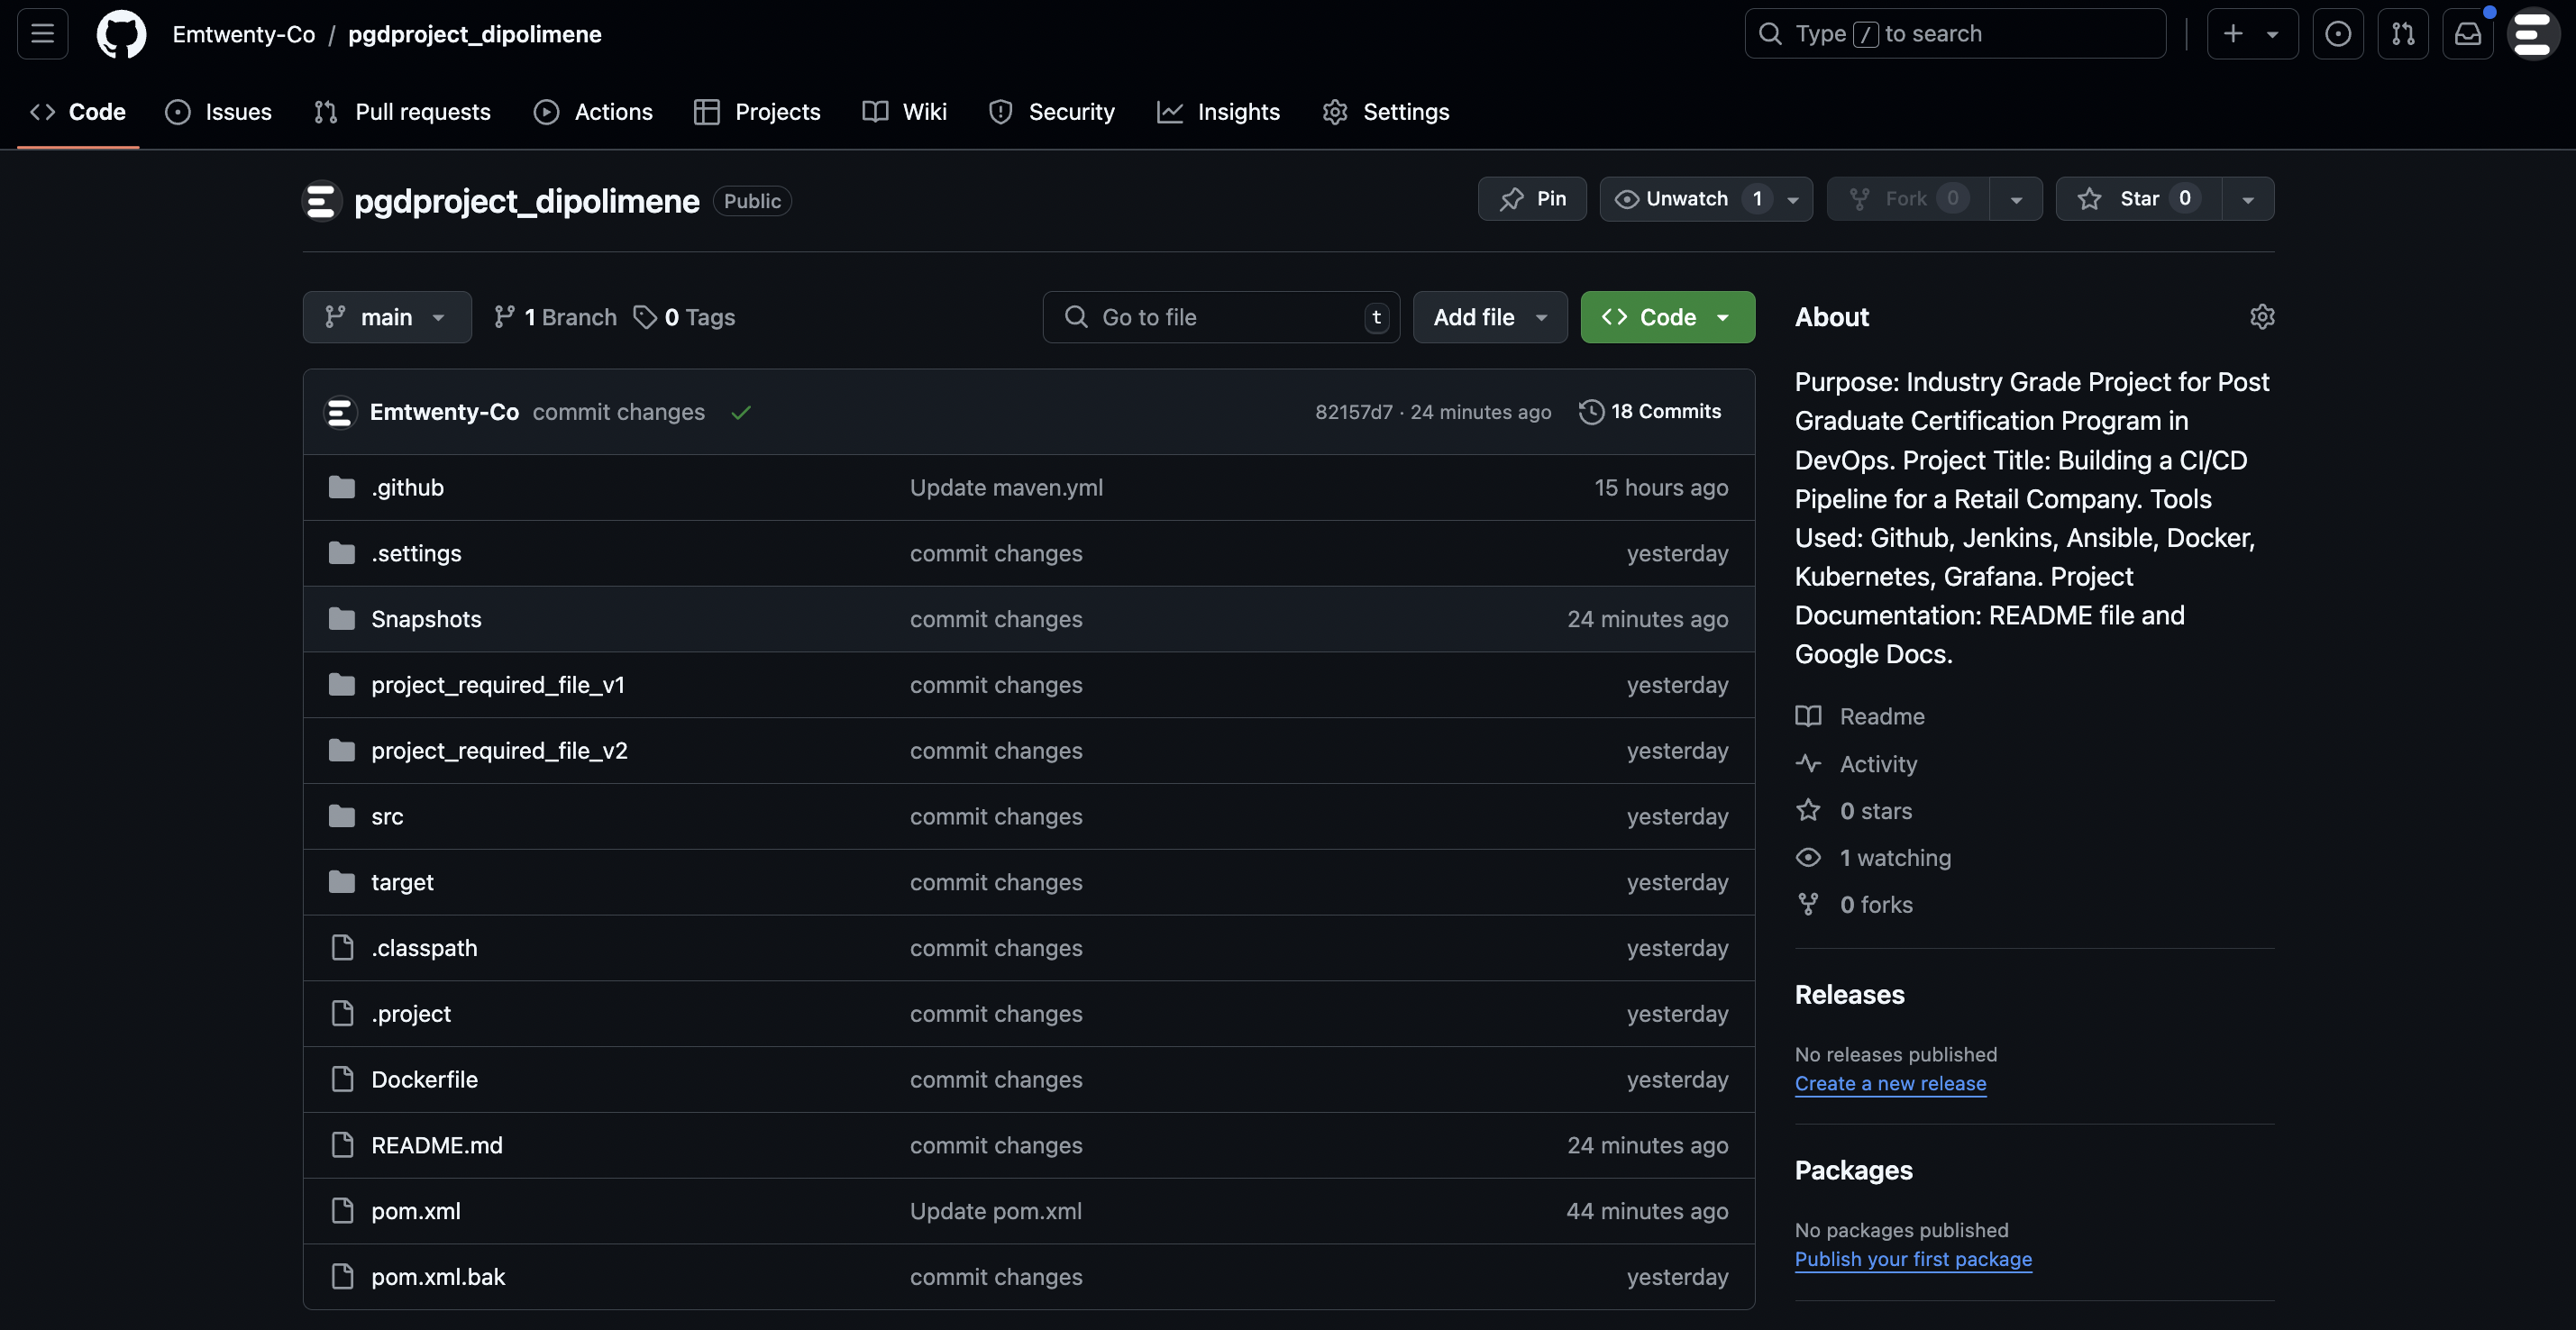 Emtwenty-Co / pgdproject_dipolimene
Type / to search
Code Issues Pull requests Actions Projects Wiki Security Insights Settings
pgdproject_dipolimene Public
Pin Unwatch 1 Fork 0 Star 0
main 1 Branch 0 Tags Go to file t Add file Code
Emtwenty-Co commit changes 82157d7 · 24 minutes ago 18 Commits
.github Update maven.yml 15 hours ago
.settings commit changes yesterday
Snapshots commit changes 24 minutes ago
project_required_file_v1 commit changes yesterday
project_required_file_v2 commit changes yesterday
src commit changes yesterday
target commit changes yesterday
.classpath commit changes yesterday
.project commit changes yesterday
Dockerfile commit changes yesterday
README.md commit changes 24 minutes ago
pom.xml Update pom.xml 44 minutes ago
pom.xml.bak commit changes yesterday
About
Purpose: Industry Grade Project for Post
Graduate Certification Program in
DevOps. Project Title: Building a CI/CD
Pipeline for a Retail Company. Tools
Used: Github, Jenkins, Ansible, Docker,
Kubernetes, Grafana. Project
Documentation: README file and
Google Docs.
Readme
Activity
0 stars
1 watching
0 forks
Releases
No releases published
Create a new release
Packages
No packages published
Publish your first package